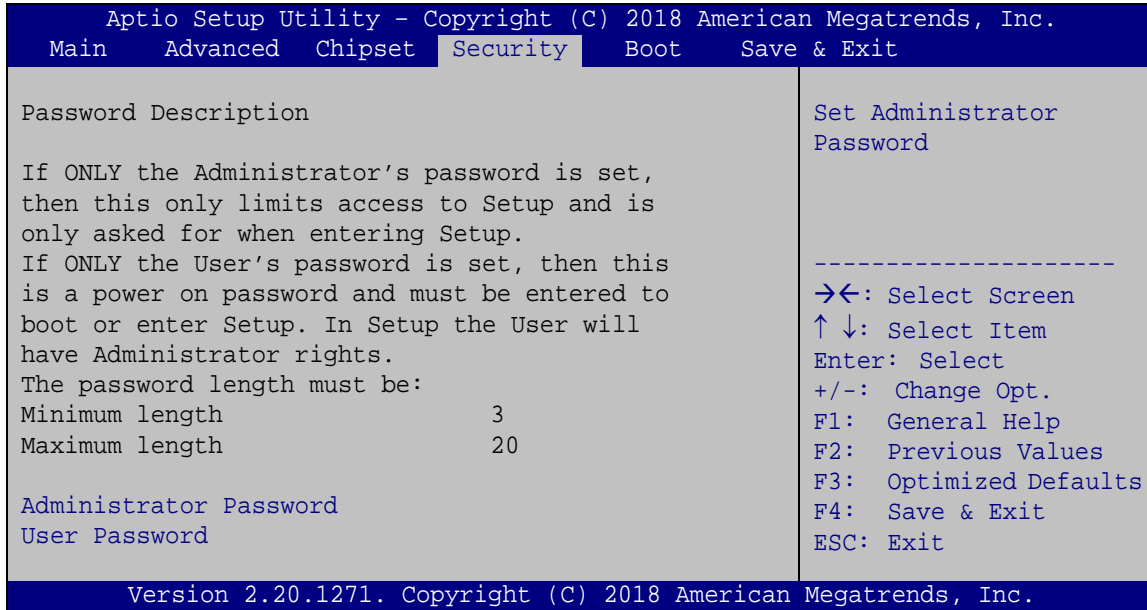 Aptio Setup Utility – Copyright (C) 2018 American Megatrends, Inc.
Main Advanced Chipset Security Boot Save & Exit
Password Description
If ONLY the Administrator’s password is set,
then this only limits access to Setup and is
only asked for when entering Setup.
If ONLY the User’s password is set, then this
is a power on password and must be entered to
boot or enter Setup. In Setup the User will
have Administrator rights.
The password length must be:
Minimum length 3
Maximum length 20
Administrator Password
User Password
Set Administrator
Password
---------------------
→←: Select Screen
↑ ↓: Select Item
Enter: Select
+/-: Change Opt.
F1: General Help
F2: Previous Values
F3: Optimized Defaults
F4: Save & Exit
ESC: Exit
Version 2.20.1271. Copyright (C) 2018 American Megatrends, Inc.